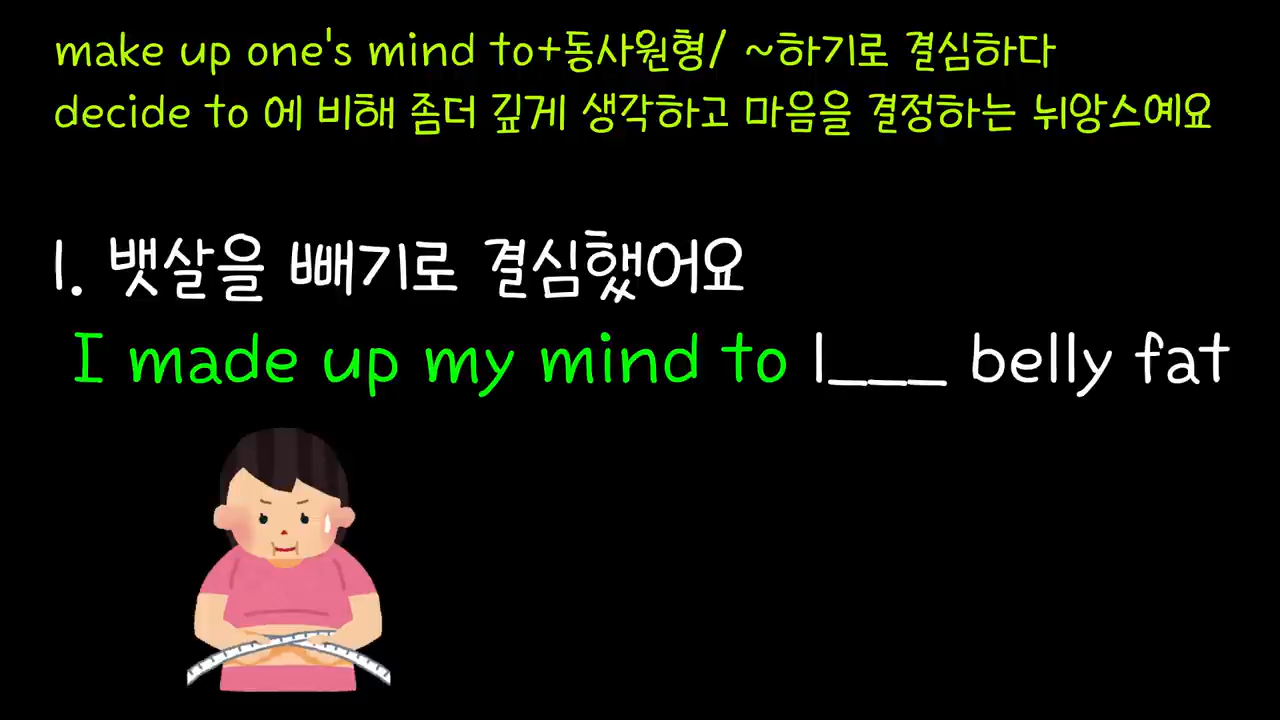 make up one's mind to+동사원형/ ~하기로 결심하다
decide to 에 비해 좀더 깊게 생각하고 마음을 결정하는 뉘앙스예요
1. 뱃살을 빼기로 결심했어요
I made up my mind to l___ belly fat